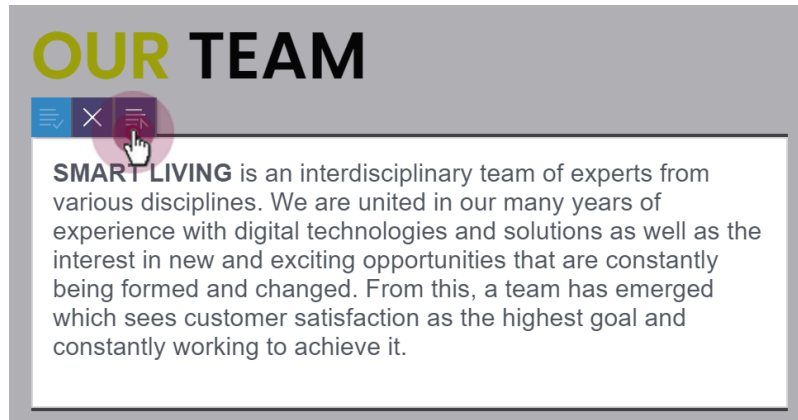 OUR TEAM
SMART LIVING is an interdisciplinary team of experts from
various disciplines. We are united in our many years of
experience with digital technologies and solutions as well as the
interest in new and exciting opportunities that are constantly
being formed and changed. From this, a team has emerged
which sees customer satisfaction as the highest goal and
constantly working to achieve it.